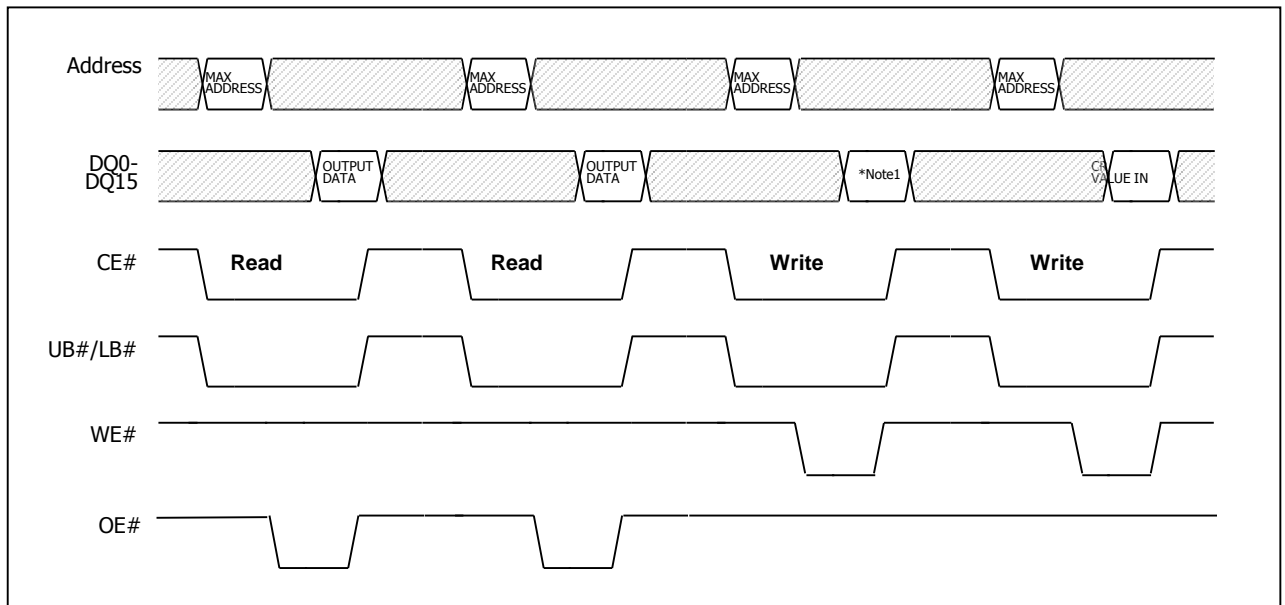 Address
MAX
ADDRESS
MAX
ADDRESS
MAX
ADDRESS
MAX
ADDRESS
DQ0-
DQ15
OUTPUT
DATA
OUTPUT
DATA
*Note1
CR
VALUE IN
CE#
Read
Read
Write
Write
UB#/LB#
WE#
OE#